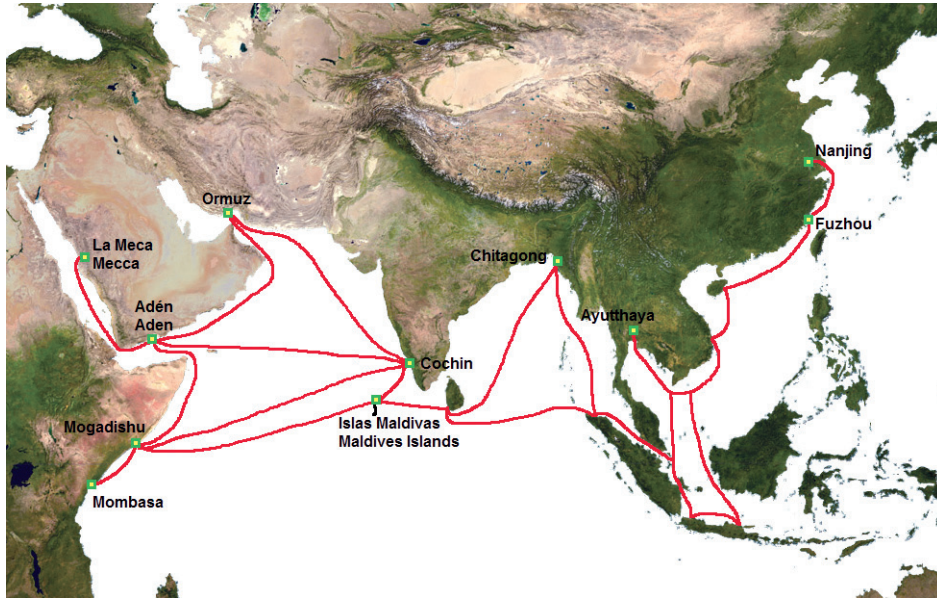 Nanjing
Ormuz
Fuzhou
La Meca
Mecca
Chitagong
Adén
Aden
Ayutthaya
Cochin
Islas Maldivas
Maldives Islands
Mogadishu
Mombasa